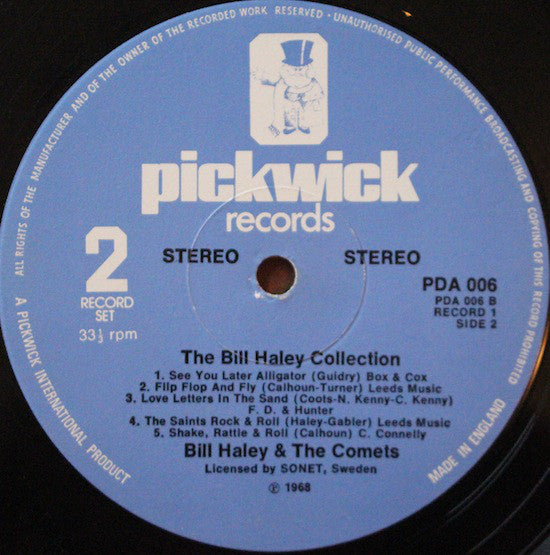 ALL RIGHTS OF THE MANUFACTURER AND OF THE OWNER OF THE RECORDED WORK RESERVED - UNAUTHORISED PUBLIC PERFORMANCE BROADCASTING AND COPYING OF THIS RECORD PROHIBITED
pickwick
records
STEREO STEREO
2
RECORD
SET
33⅓ rpm
PDA 006
PDA 006 B
RECORD 1
SIDE 2
The Bill Haley Collection
1. See You Later Alligator (Guidry) Box & Cox
2. Flip Flop And Fly (Calhoun-Turner) Leeds Music
3. Love Letters In The Sand (Coots-N. Kenny-C. Kenny)
F. D. & Hunter
4. The Saints Rock & Roll (Haley-Gabler) Leeds Music
5. Shake, Rattle & Roll (Calhoun) C. Connelly
Bill Haley & The Comets
Licensed by SONET, Sweden
℗ 1968
A PICKWICK INTERNATIONAL PRODUCT
MADE IN ENGLAND